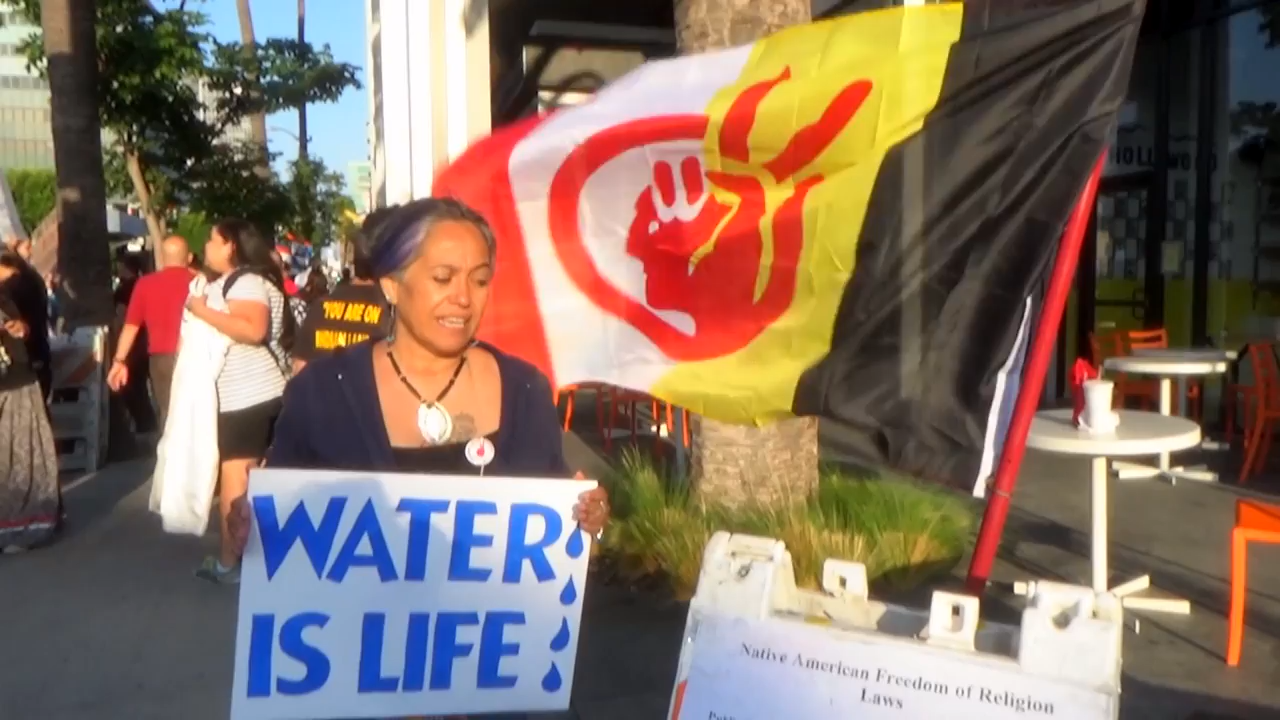 "YOU ARE ON
WATER
IS LIFE
Native American Freedom of Religion
Laws